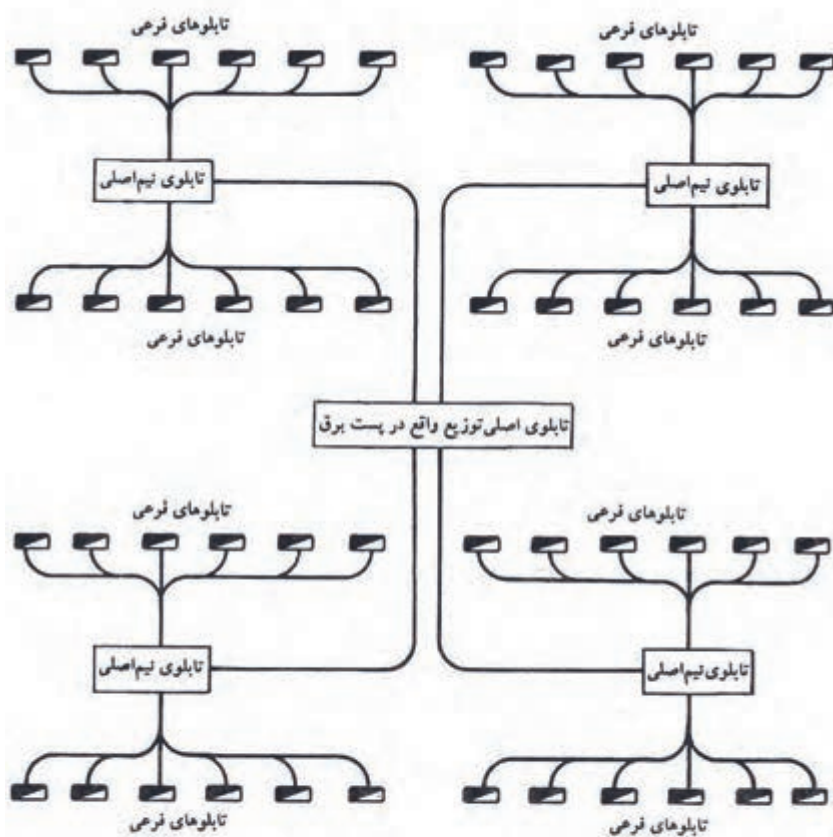 تابلوهای فرعی
تابلوهای فرعی
تابلوی نیم‌اصلی
تابلوی نیم‌اصلی
تابلوهای فرعی
تابلوهای فرعی
تابلوی اصلی توزیع واقع در پست برق
تابلوهای فرعی
تابلوهای فرعی
تابلوی نیم‌اصلی
تابلوی نیم‌اصلی
تابلوهای فرعی
تابلوهای فرعی